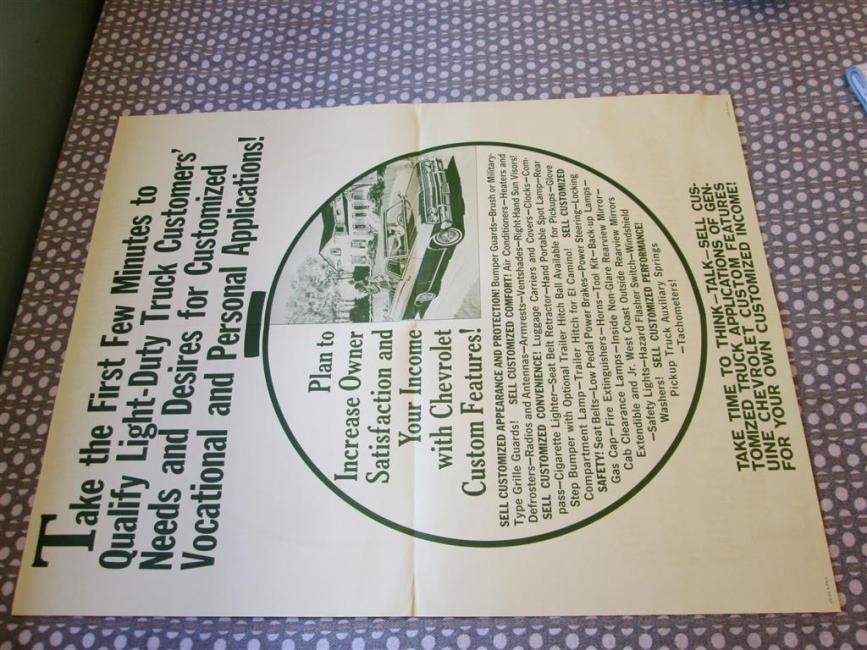 Take the First Few Minutes to
Qualify Light-Duty Truck Customers'
Needs and Desires for Customized
Vocational and Personal Applications!
Plan to
Increase Owner
Satisfaction and
Your Income
with Chevrolet
Custom Features!
SELL CUSTOMIZED APPEARANCE AND PROTECTION! Bumper Guards—Brush or Military-
Type Grille Guards! SELL CUSTOMIZED COMFORT! Air Conditioners—Heaters and
Defrosters—Radios and Antennas—Armrests—Ventshades—Right-Hand Sun Visors!
SELL CUSTOMIZED CONVENIENCE! Luggage Carriers and Covers—Clocks—Com-
pass—Cigarette Lighter—Seat Belt Retractor—Hand Portable Spot Lamp—Rear
Step Bumper with Optional Trailer Hitch Ball Available for Pickups—Glove
Compartment Lamp—Trailer Hitch for El Camino! SELL CUSTOMIZED
SAFETY! Seat Belts—Low Pedal Power Brakes—Power Steering—Locking
Gas Cap—Fire Extinguishers—Horns—Tool Kit—Back-up Lamps—
Cab Clearance Lamps—Inside Non-Glare Rearview Mirror—
Extendible and Jr. West Coast Outside Rearview Mirrors
—Safety Lights—Hazard Flasher Switch—Windshield
Washers! SELL CUSTOMIZED PERFORMANCE!
Pickup Truck Auxiliary Springs
—Tachometers!
TAKE TIME TO THINK—TALK—SELL CUS-
TOMIZED TRUCK APPLICATIONS OF GEN-
UINE CHEVROLET CUSTOM FEATURES
FOR YOUR OWN CUSTOMIZED INCOME!